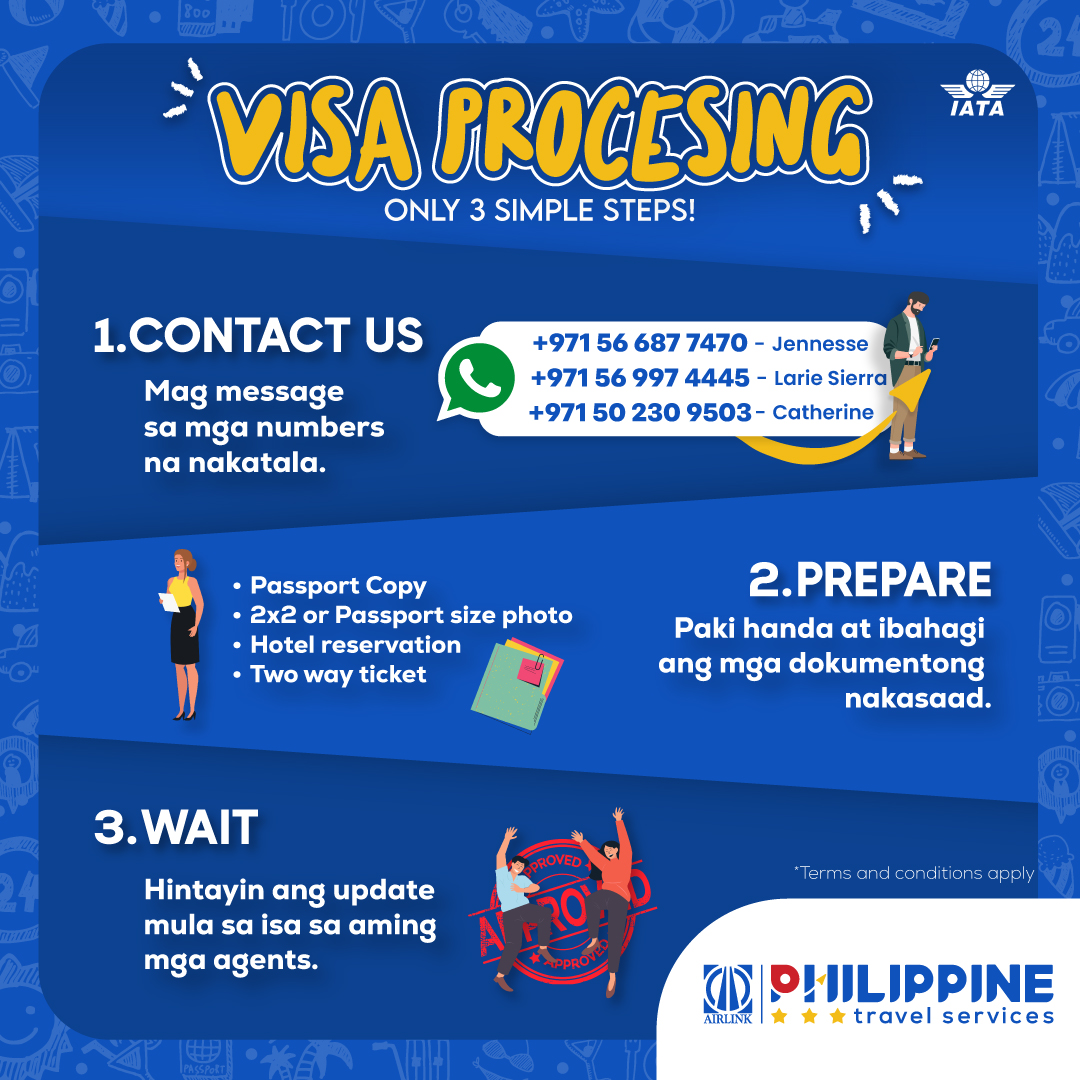 VISA PROCESING
IATA
ONLY 3 SIMPLE STEPS!
1.CONTACT US
Mag message
sa mga numbers
na nakatala.
+971 56 687 7470 - Jennesse
+971 56 997 4445 - Larie Sierra
+971 50 230 9503 - Catherine
• Passport Copy
• 2x2 or Passport size photo
• Hotel reservation
• Two way ticket
2.PREPARE
Paki handa at ibahagi
ang mga dokumentong
nakasaad.
3.WAIT
Hintayin ang update
mula sa isa sa aming
mga agents.
APPROVED
APPROVED
APPROVED
*Terms and conditions apply
AIRLINK
PHILIPPINE
travel services
24
24
PASSPORT